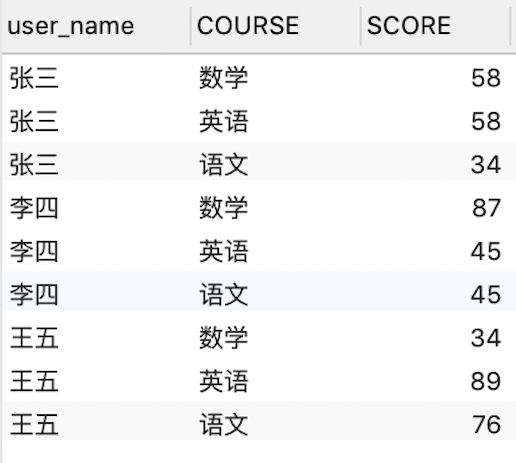 user_name COURSE SCORE
张三 数学 58
张三 英语 58
张三 语文 34
李四 数学 87
李四 英语 45
李四 语文 45
王五 数学 34
王五 英语 89
王五 语文 76